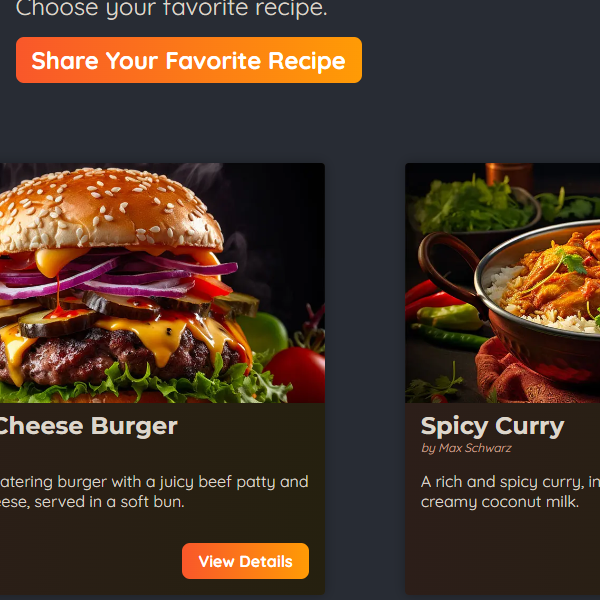 Choose your favorite recipe.
Share Your Favorite Recipe
Cheese Burger
Spicy Curry
by Max Schwarz
atering burger with a juicy beef patty and
eese, served in a soft bun.
A rich and spicy curry, in
creamy coconut milk.
View Details